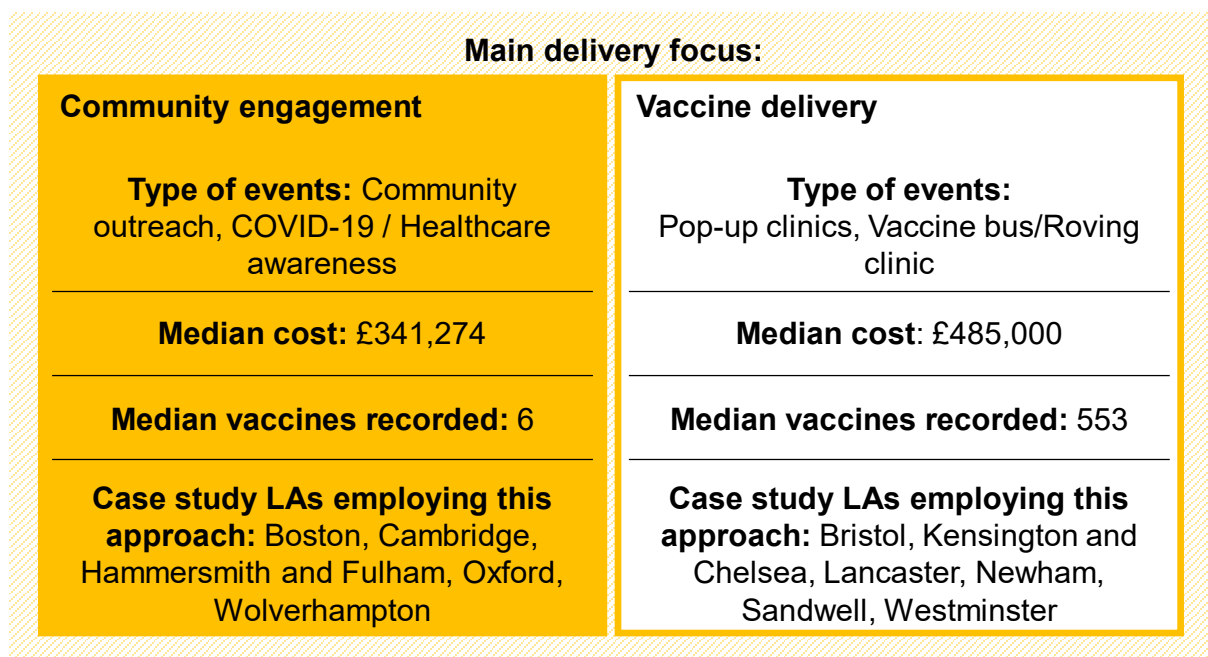 Main delivery focus:
Community engagement
Type of events: Community
outreach, COVID-19 / Healthcare
awareness
Median cost: £341,274
Median vaccines recorded: 6
Case study LAs employing this
approach: Boston, Cambridge,
Hammersmith and Fulham, Oxford,
Wolverhampton
Vaccine delivery
Type of events:
Pop-up clinics, Vaccine bus/Roving
clinic
Median cost: £485,000
Median vaccines recorded: 553
Case study LAs employing this
approach: Bristol, Kensington and
Chelsea, Lancaster, Newham,
Sandwell, Westminster